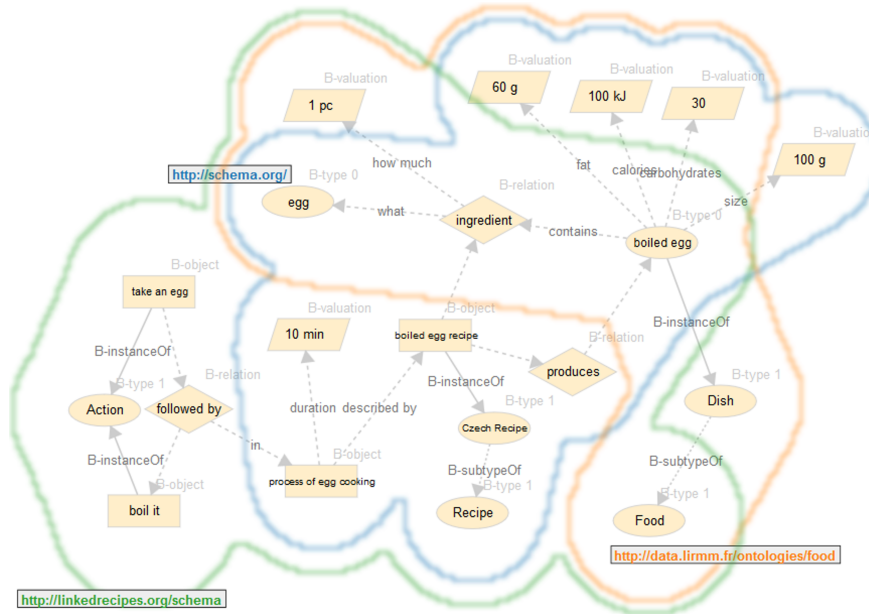 B-valuation
60 g
B-valuation
100 kJ
B-valuation
30
B-valuation
1 pc
B-valuation
100 g
how much
fat
calories
carbohydrates
size
http://schema.org/
B-type 0
egg
what
B-relation
ingredient
contains
B-type 0
boiled egg
B-object
take an egg
B-valuation
10 min
B-object
boiled egg recipe
B-relation
produces
B-instanceOf
B-instanceOf
B-type 1
Action
B-relation
followed by
duration
described by
B-instanceOf
B-type 1
Czech Recipe
B-type 1
Dish
in
B-instanceOf
B-object
boil it
B-object
process of egg cooking
B-subtypeOf
B-type 1
Recipe
B-subtypeOf
B-type 1
Food
http://data.lirmm.fr/ontologies/food
http://linkedrecipes.org/schema